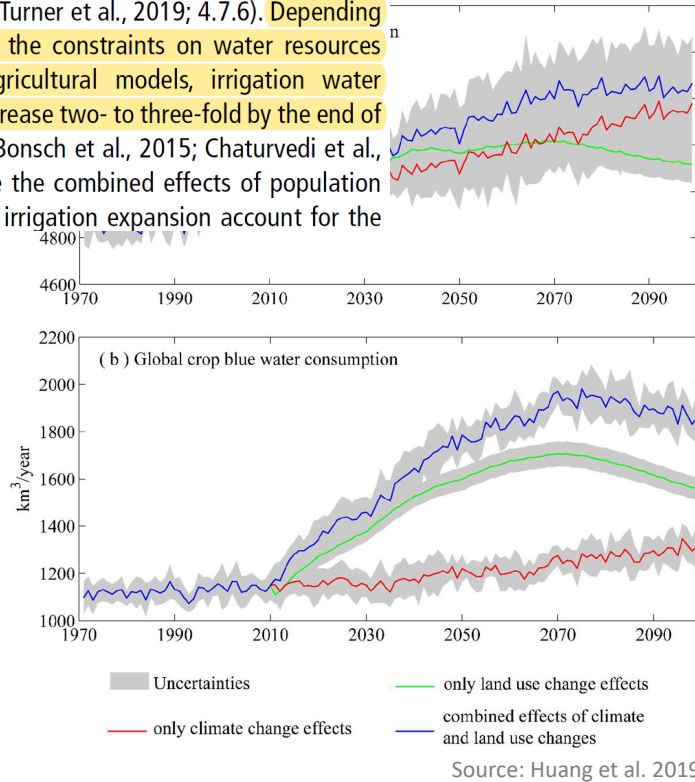 Turner et al., 2019; 4.7.6). Depending
the constraints on water resources
gricultural models, irrigation water
rease two- to three-fold by the end of
Bonsch et al., 2015; Chaturvedi et al.,
the combined effects of population
irrigation expansion account for the
n
4800
4600
1970 1990 2010 2030 2050 2070 2090
2200
( b ) Global crop blue water consumption
2000
1800
1600
km³/year
1400
1200
1000
1970 1990 2010 2030 2050 2070 2090
Uncertainties
only land use change effects
only climate change effects
combined effects of climate
and land use changes
Source: Huang et al. 2019